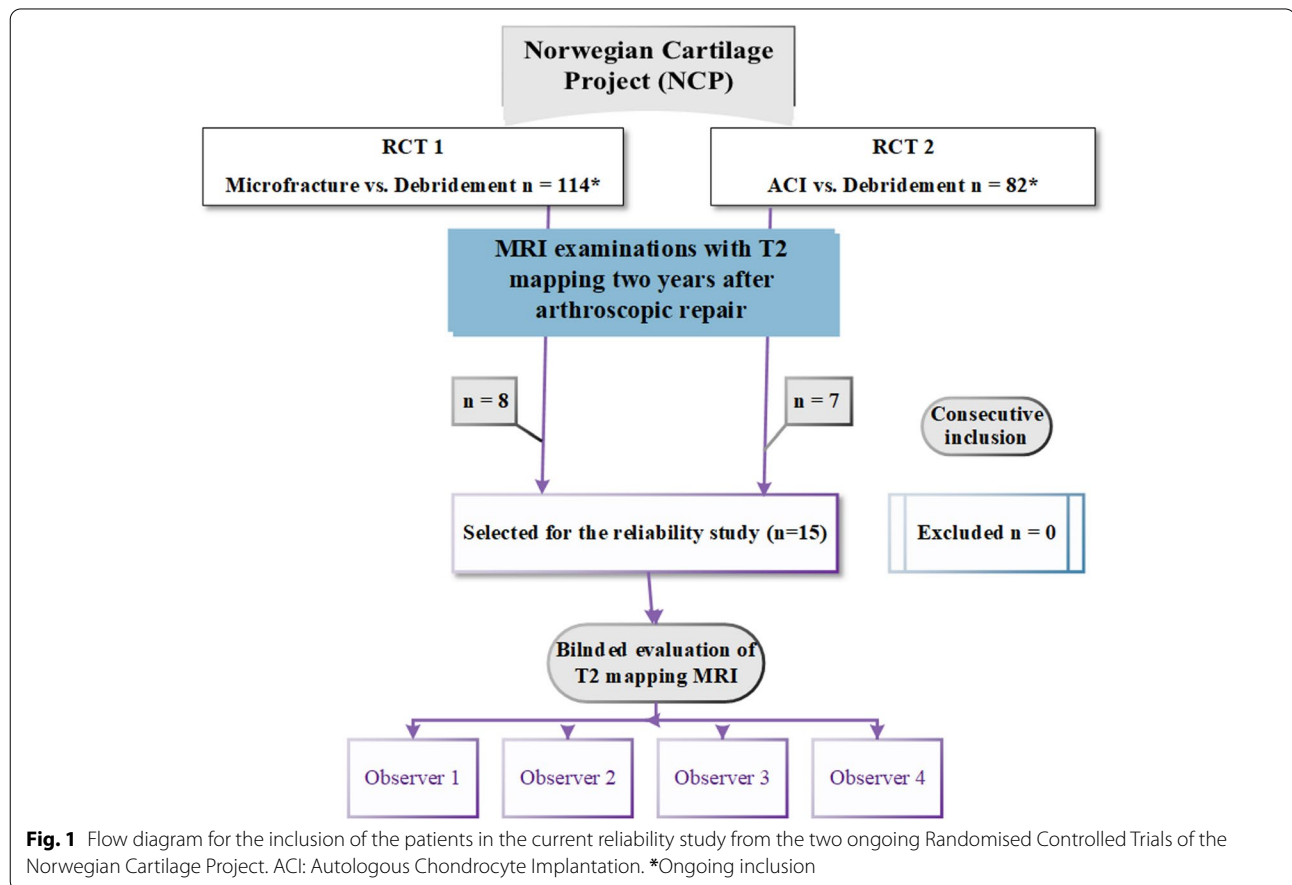 Norwegian Cartilage
Project (NCP)
RCT 1
Microfracture vs. Debridement n = 114*
RCT 2
ACI vs. Debridement n = 82*
MRI examinations with T2
mapping two years after
arthroscopic repair
n = 8
n = 7
Consecutive
inclusion
Selected for the reliability study (n=15)
Excluded n = 0
Bilnded evaluation of
T2 mapping MRI
Observer 1
Observer 2
Observer 3
Observer 4
Fig. 1 Flow diagram for the inclusion of the patients in the current reliability study from the two ongoing Randomised Controlled Trials of the
Norwegian Cartilage Project. ACI: Autologous Chondrocyte Implantation. *Ongoing inclusion